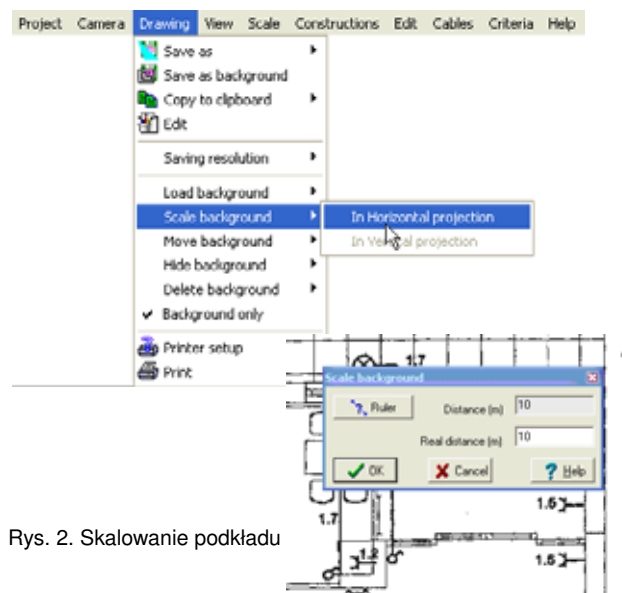 Project Camera Drawing View Scale Constructions Edit Cables Criteria Help
Save as
Save as background
Copy to clipboard
Edit
Saving resolution
Load background
Scale background
In Horizontal projection
Move background
In Vertical projection
Hide background
Delete background
Background only
Printer setup
Print
1.7
Scale background
Ruler
Distance (m) 10
Real distance (m) 10
OK Cancel Help
1.6
1.7
Rys. 2. Skalowanie podkładu
1.2
1.5